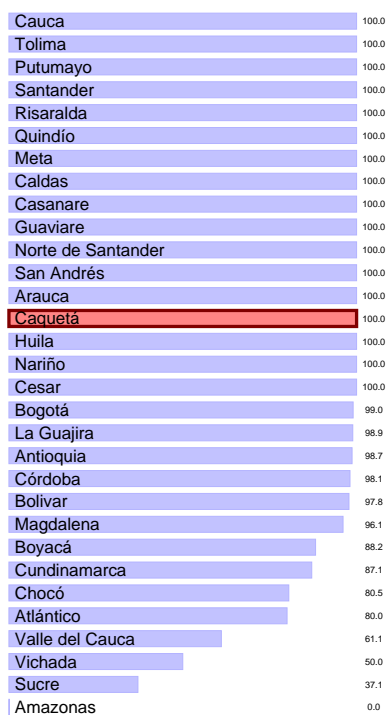 Cauca 100.0
Tolima 100.0
Putumayo 100.0
Santander 100.0
Risaralda 100.0
Quindío 100.0
Meta 100.0
Caldas 100.0
Casanare 100.0
Guaviare 100.0
Norte de Santander 100.0
San Andrés 100.0
Arauca 100.0
Caquetá 100.0
Huila 100.0
Nariño 100.0
Cesar 100.0
Bogotá 99.0
La Guajira 98.9
Antioquia 98.7
Córdoba 98.1
Bolivar 97.8
Magdalena 96.1
Boyacá 88.2
Cundinamarca 87.1
Chocó 80.5
Atlántico 80.0
Valle del Cauca 61.1
Vichada 50.0
Sucre 37.1
Amazonas 0.0